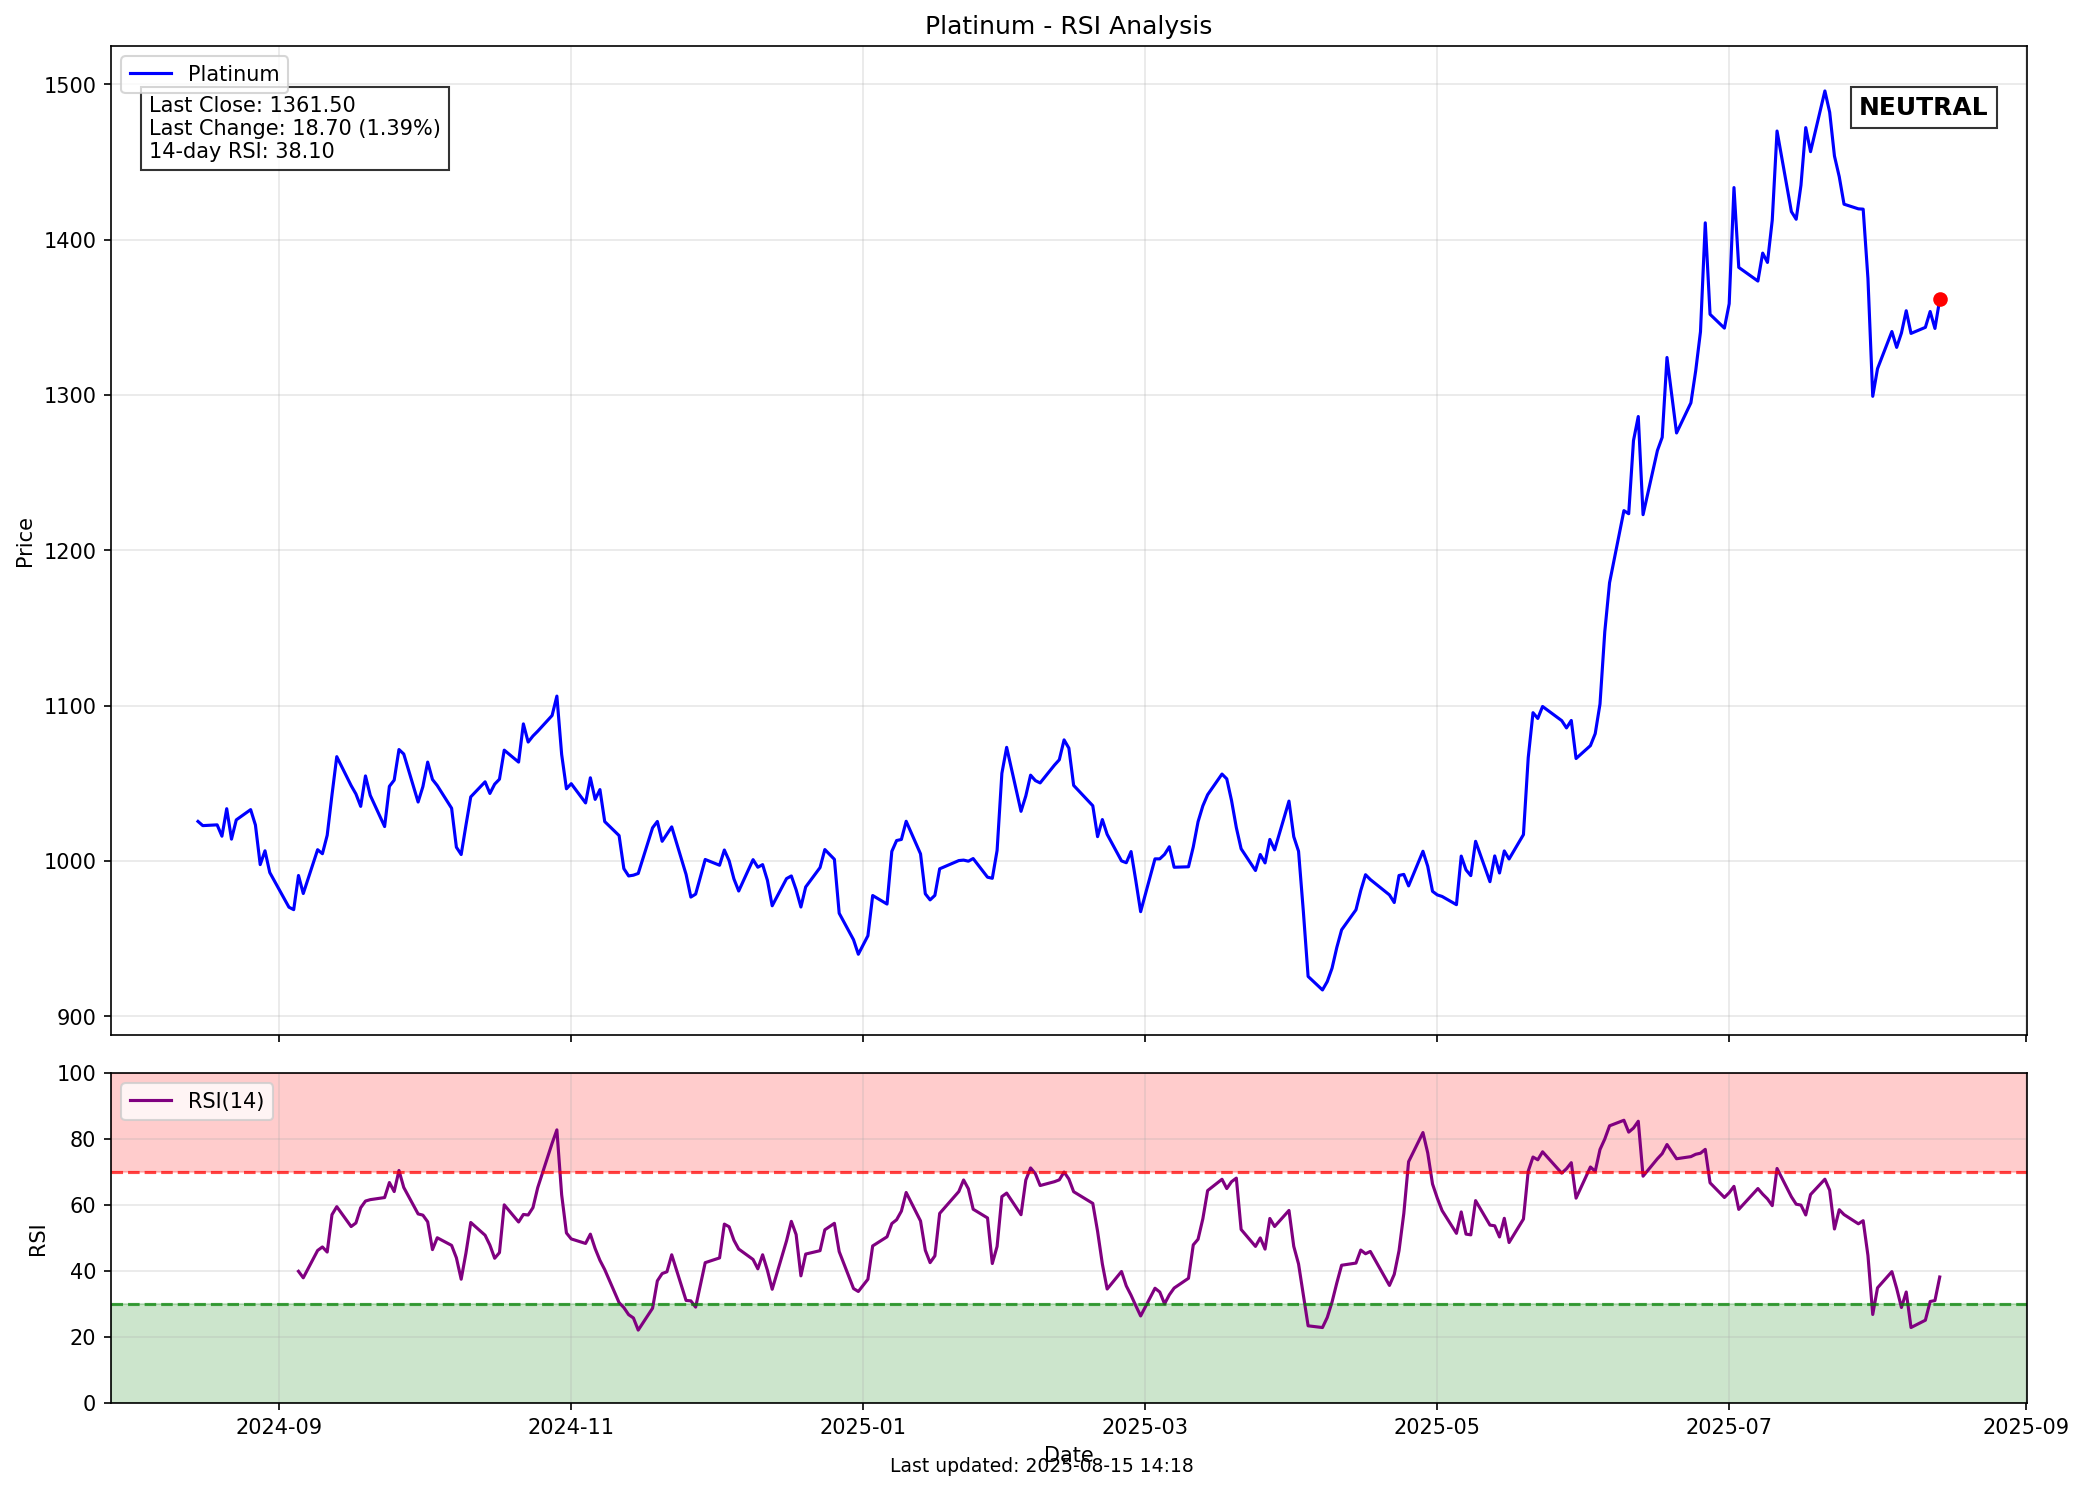 Platinum - RSI Analysis
Platinum
Last Close: 1361.50
Last Change: 18.70 (1.39%)
14-day RSI: 38.10
NEUTRAL
Price
1500
1400
1300
1200
1100
1000
900
RSI(14)
RSI
100
80
60
40
20
0
2024-09
2024-11
2025-01
2025-03
2025-05
2025-07
2025-09
Date
Last updated: 2025-08-15 14:18